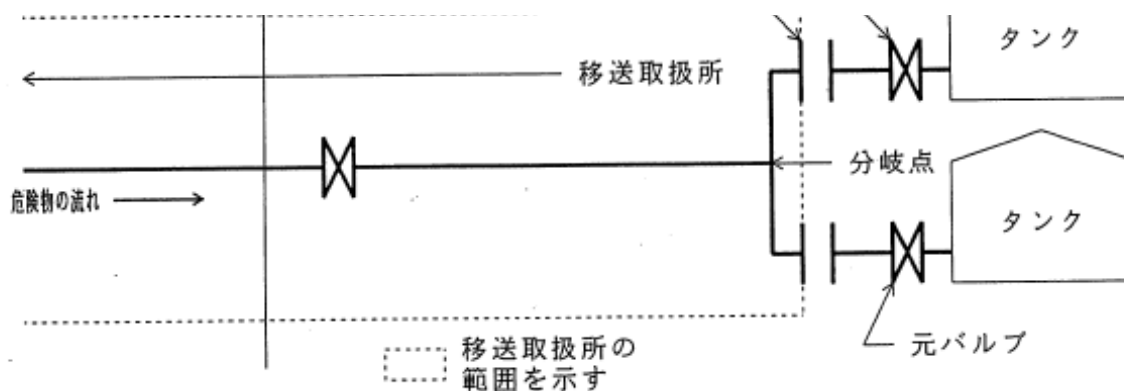 タンク
移送取扱所
分岐点
危険物の流れ
タンク
元バルブ
移送取扱所の
範囲を示す